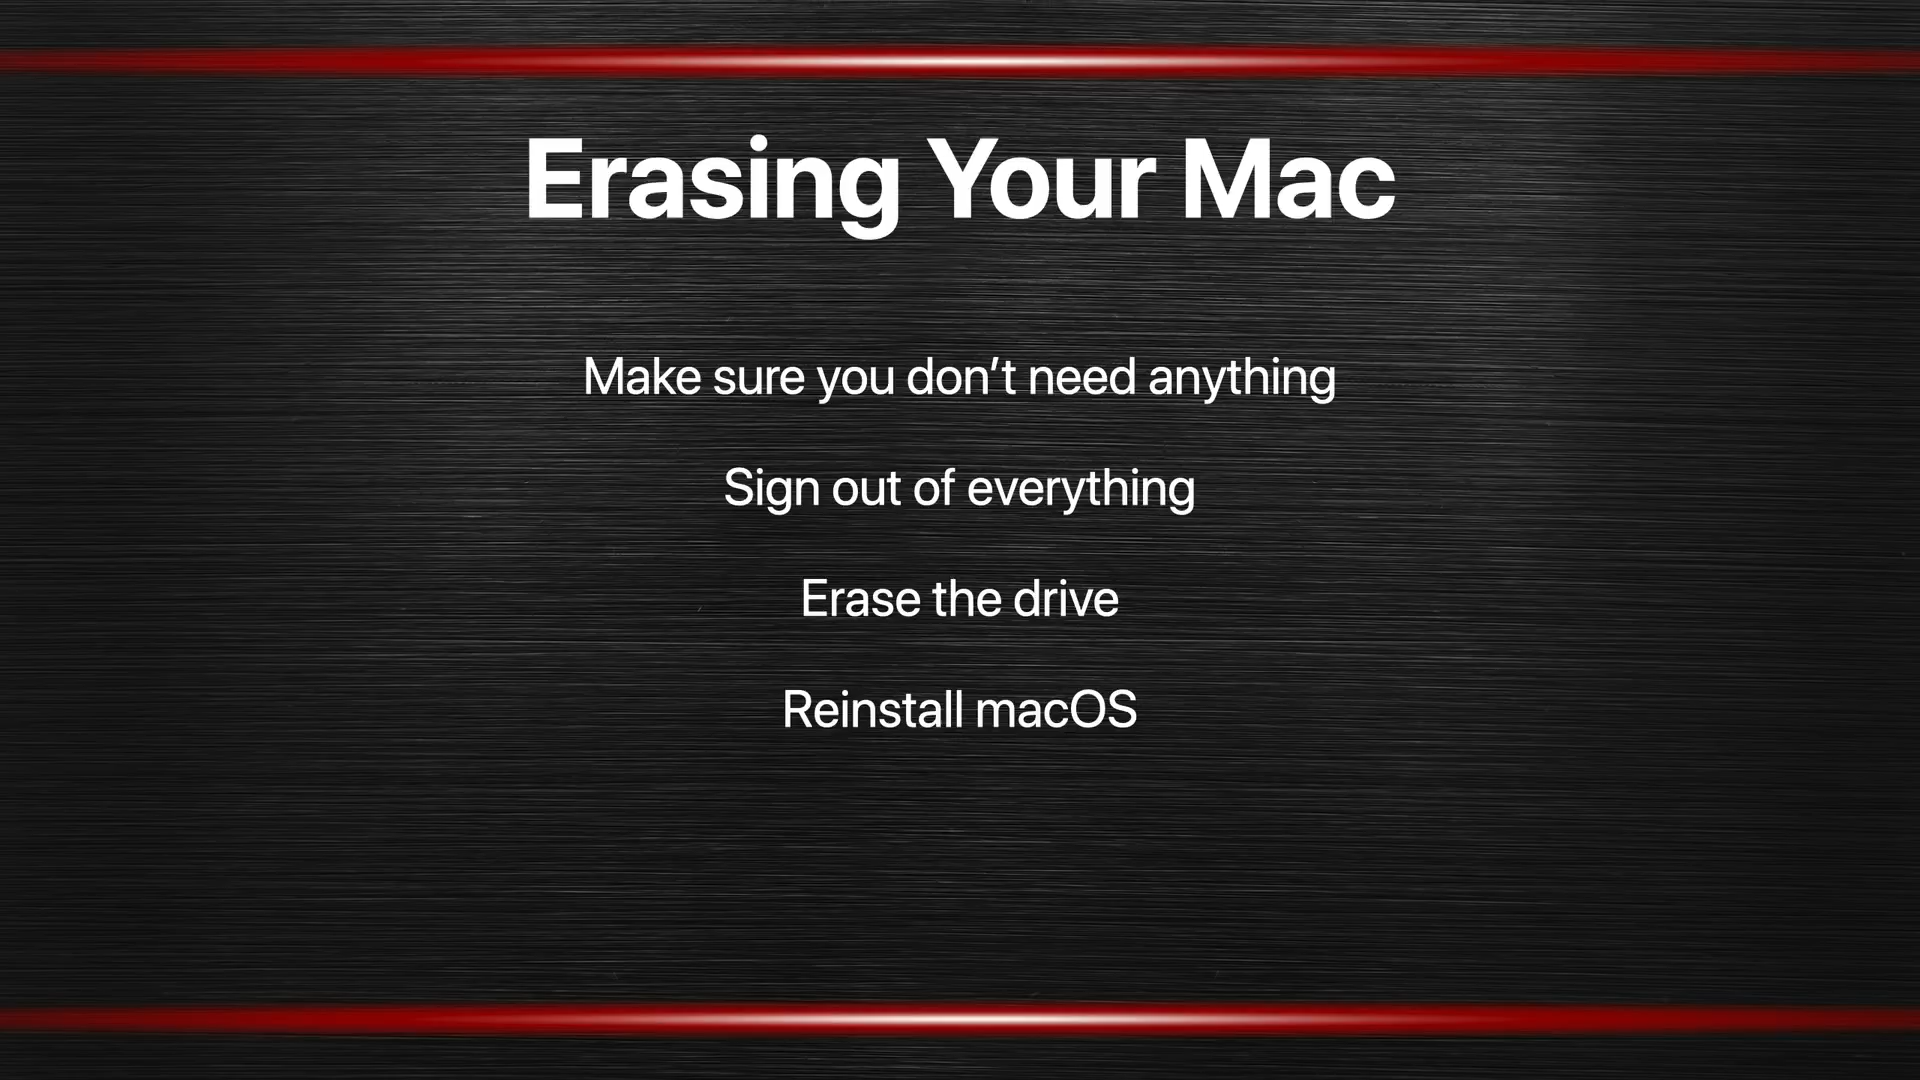 Erasing Your Mac
Make sure you don’t need anything
Sign out of everything
Erase the drive
Reinstall macOS